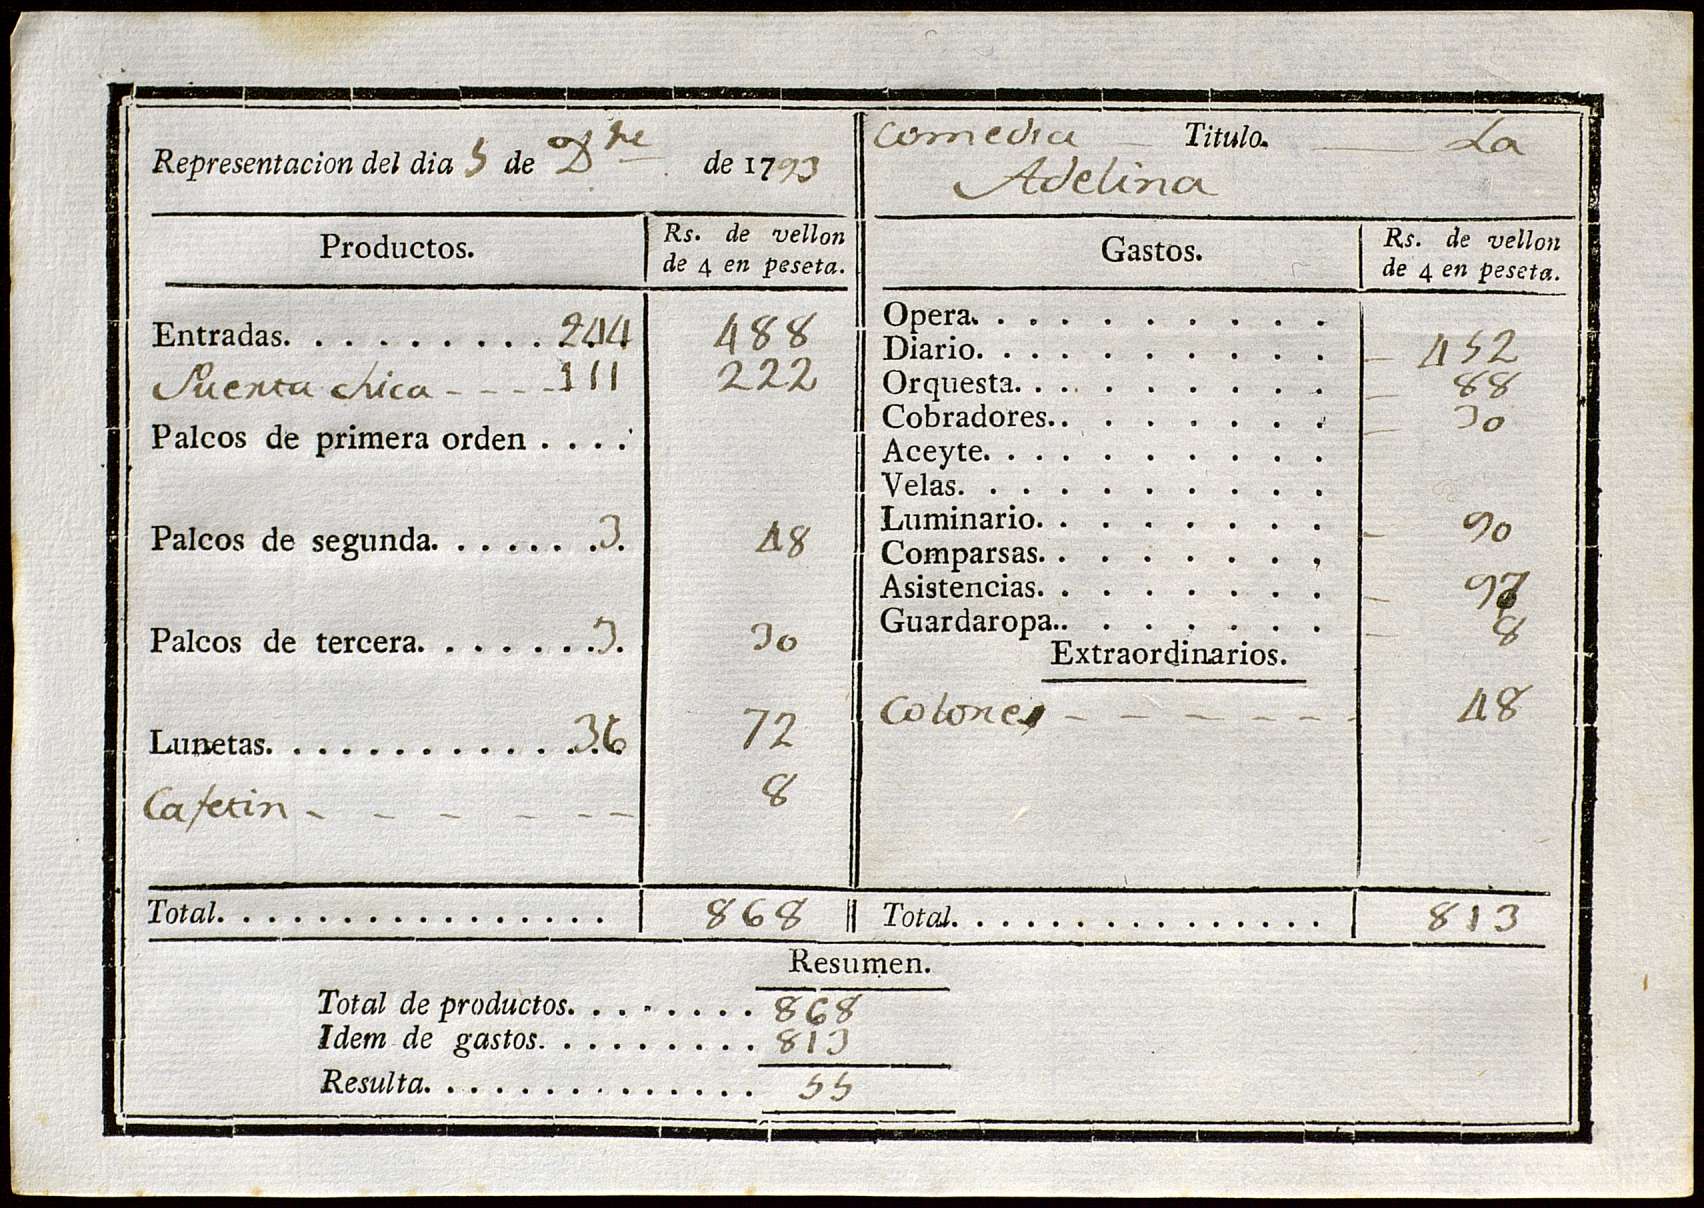 Representacion del dia 5 de Xbre de 1793
Comedia Titulo. La
Adelina
Productos. Rs. de vellon de 4 en peseta.
Entradas. . . . . . . . . . 244 488
Puerta chica - - - - 111 222
Palcos de primera orden . . . .
Palcos de segunda. . . . . . . 3. 48
Palcos de tercera. . . . . . . 3. 30
Lunetas. . . . . . . . . . . . 36 72
Cafetin - - - - - - 8
Total. . . . . . . . . . . . . . . . 868
Gastos. Rs. de vellon de 4 en peseta.
Opera. . . . . . . . . .
Diario. . . . . . . . . . 452
Orquesta. . . . . . . . . 88
Cobradores. . . . . . . . 30
Aceyte. . . . . . . . . .
Velas. . . . . . . . . .
Luminario. . . . . . . . 90
Comparsas. . . . . . . .
Asistencias. . . . . . . . 97
Guardaropa. . . . . . . . 8
Extraordinarios.
- - - - - - - 48
Total. . . . . . . . . . . . . . . . 813
Resumen.
Total de productos. . . . . . . . 868
Idem de gastos. . . . . . . . . 813
Resulta. . . . . . . . . . . . . . 55